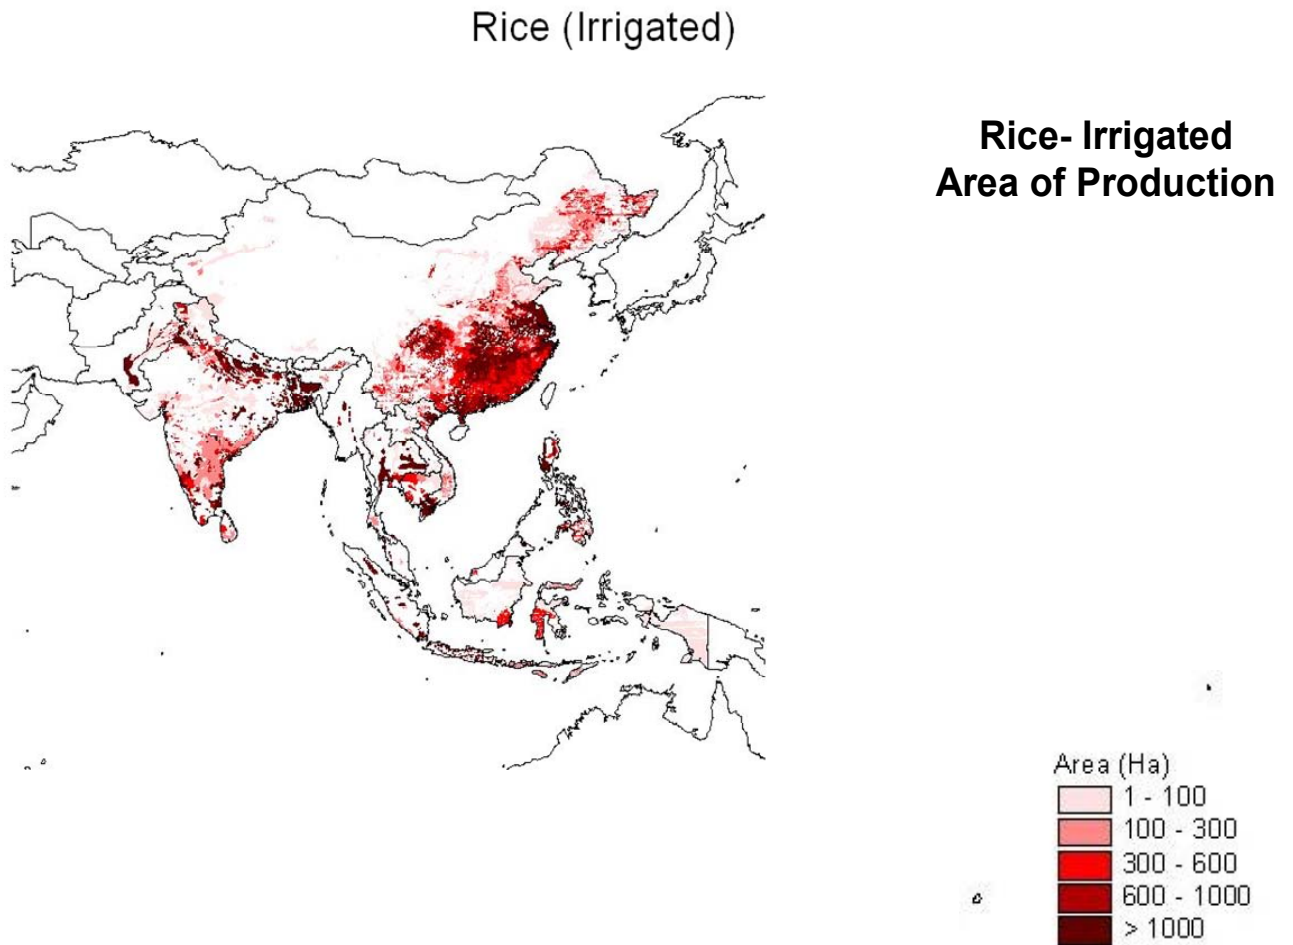 Rice (Irrigated)
Rice- Irrigated
Area of Production
Area (Ha)
1 - 100
100 - 300
300 - 600
600 - 1000
> 1000